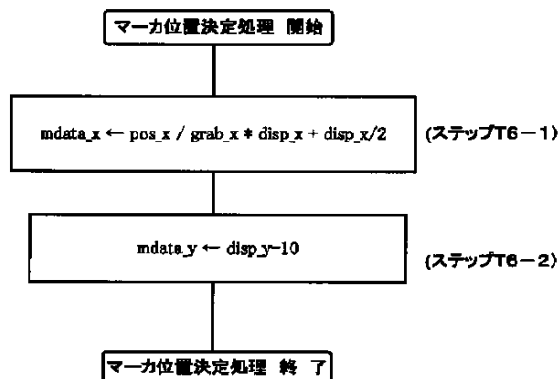 マーカ位置決定処理 開始
mdata_x ← pos_x / grab_x * disp_x + disp_x/2
(ステップT6－1)
mdata_y ← disp_y-10
(ステップT6－2)
マーカ位置決定処理 終 了